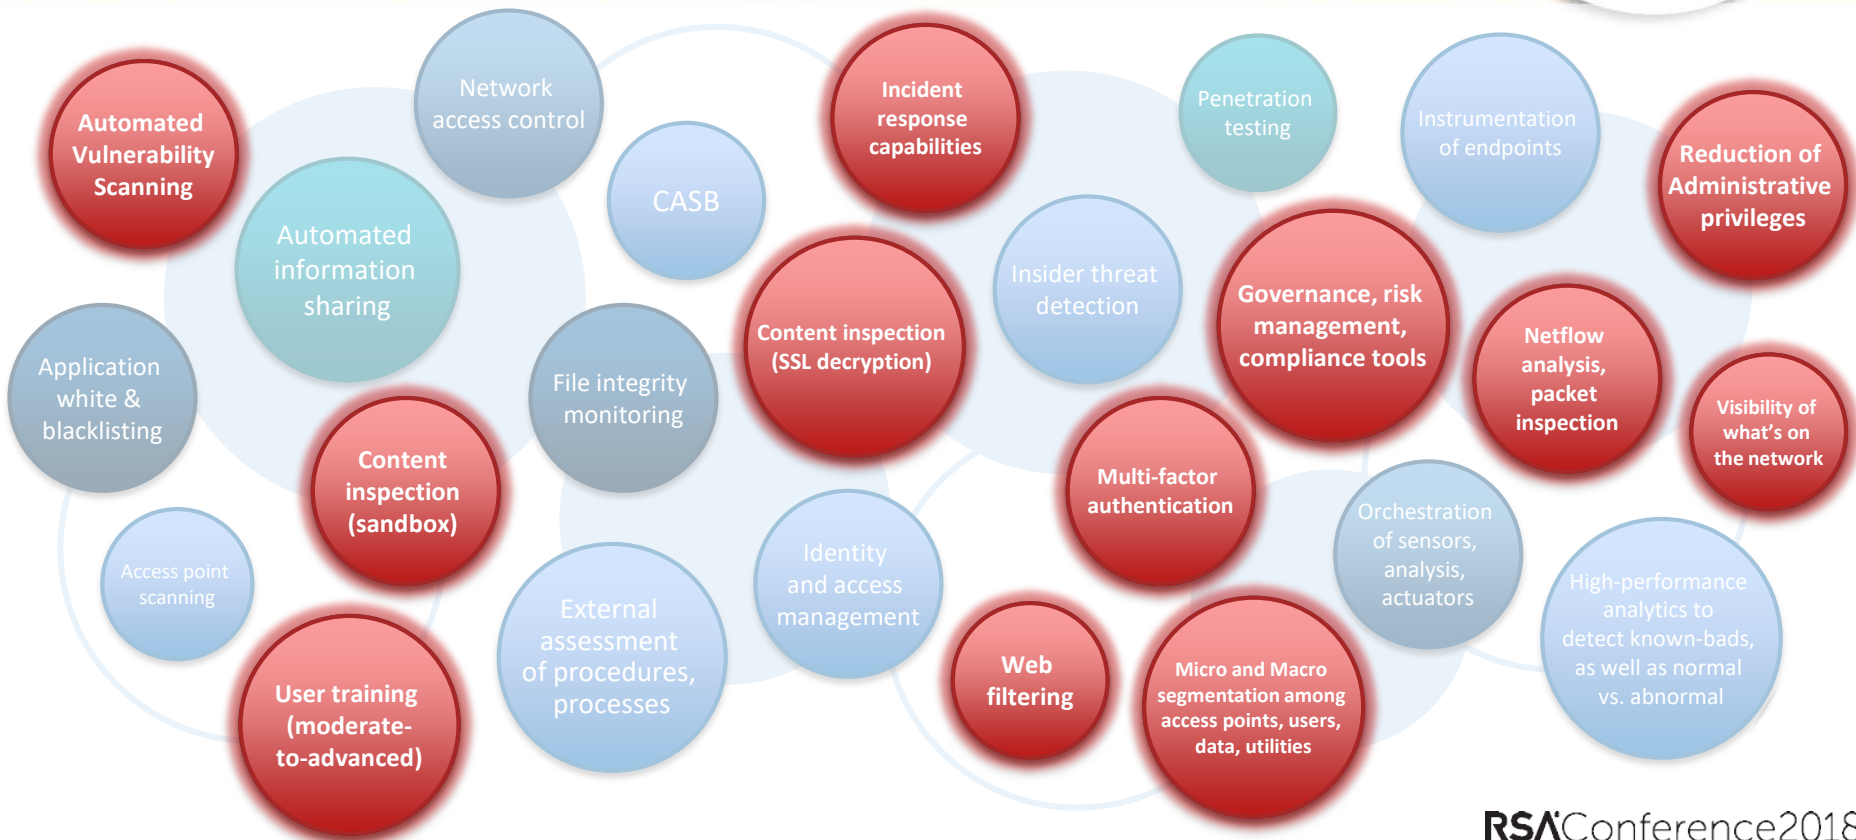 Automated
Vulnerability
Scanning
Network
access control
Incident
response
capabilities
Penetration
testing
Instrumentation
of endpoints
Reduction of
Administrative
privileges
Automated
information
sharing
CASB
Content inspection
(SSL decryption)
Insider threat
detection
Governance, risk
management,
compliance tools
Netflow
analysis,
packet
inspection
Visibility of
what's on
the network
Application
white &
blacklisting
Content
inspection
(sandbox)
File integrity
monitoring
Multi-factor
authentication
Orchestration
of sensors,
analysis,
actuators
Access point
scanning
User training
(moderate-
to-advanced)
External
assessment
of procedures,
processes
Identity
and access
management
Web
filtering
Micro and Macro
segmentation among
access points, users,
data, utilities
High-performance
analytics to
detect known-bads,
as well as normal
vs. abnormal
RSAConference2018